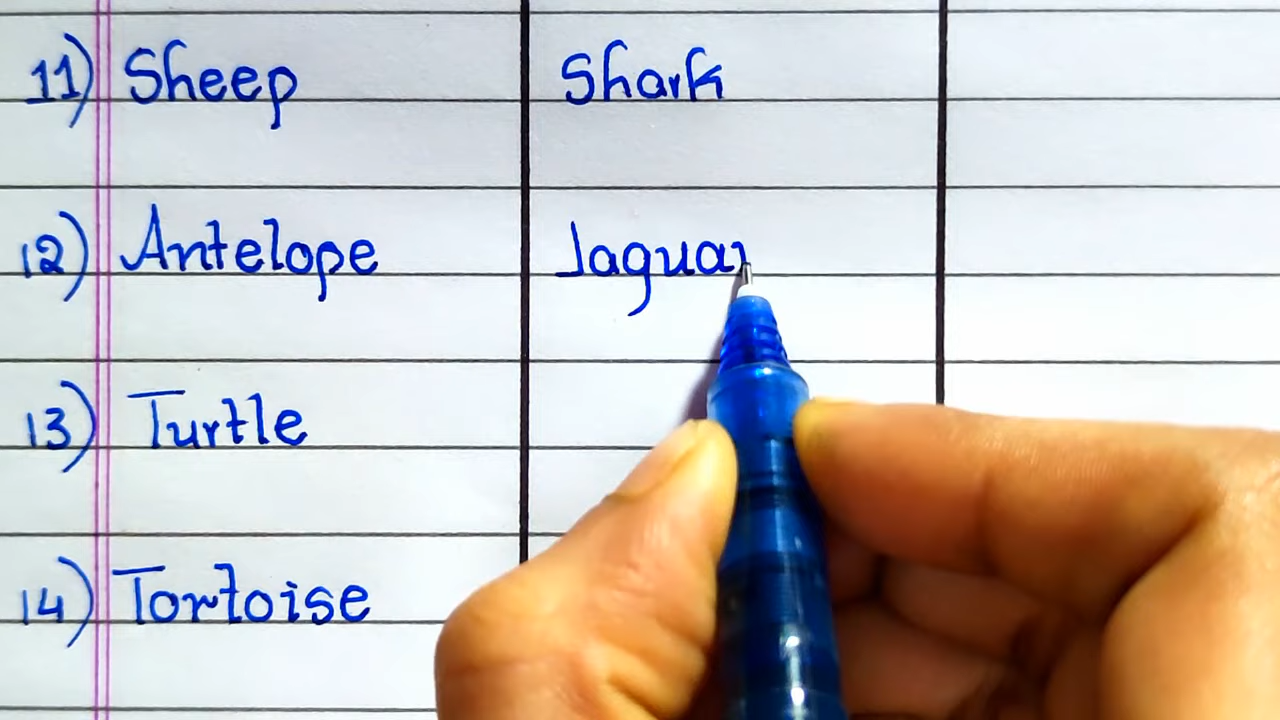 11) Sheep Shark
12) Antelope Jaguar
13) Turtle
14) Tortoise